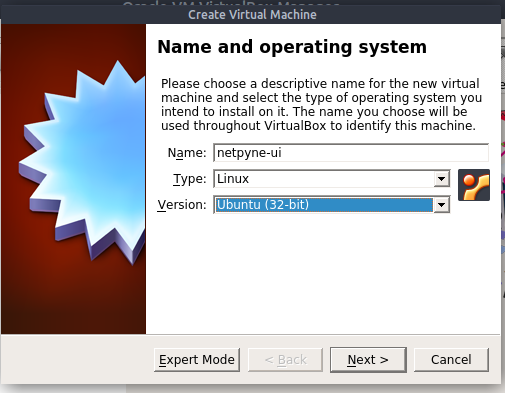 Create Virtual Machine
Name and operating system
Please choose a descriptive name for the new virtual
machine and select the type of operating system you
intend to install on it. The name you choose will be
used throughout VirtualBox to identify this machine.
Name: netpyne-ui
Type: Linux
Version: Ubuntu (32-bit)
Expert Mode < Back Next > Cancel